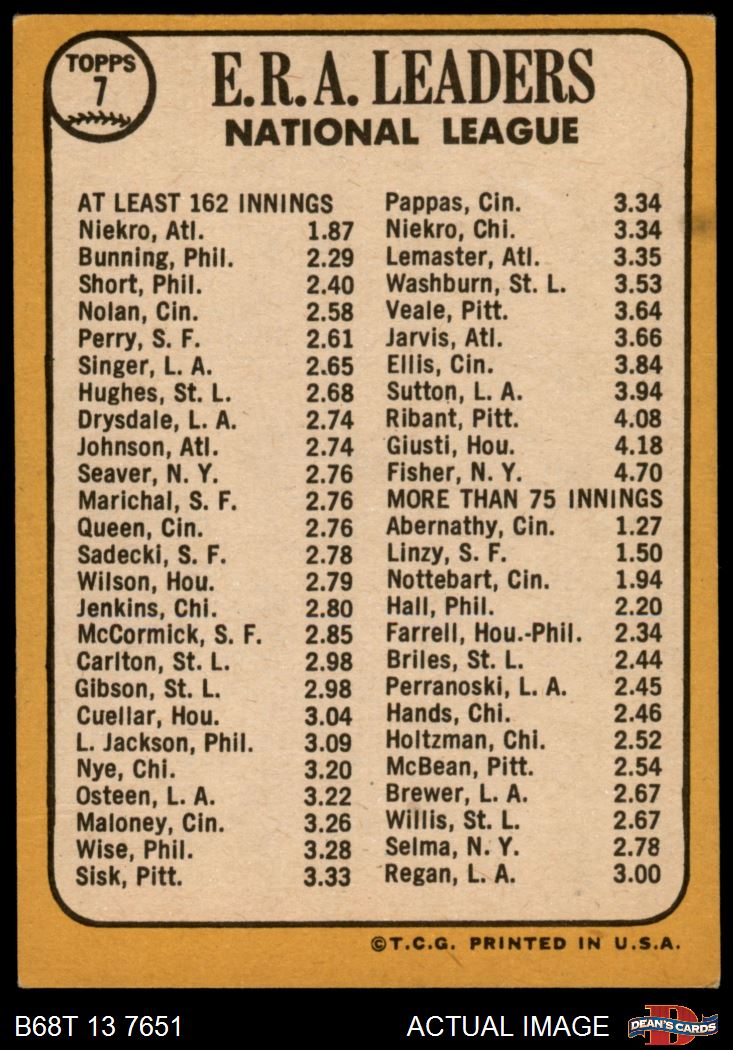 TOPPS
7
E.R.A. LEADERS
NATIONAL LEAGUE
AT LEAST 162 INNINGS
Niekro, Atl. 1.87
Bunning, Phil. 2.29
Short, Phil. 2.40
Nolan, Cin. 2.58
Perry, S. F. 2.61
Singer, L. A. 2.65
Hughes, St. L. 2.68
Drysdale, L. A. 2.74
Johnson, Atl. 2.74
Seaver, N. Y. 2.76
Marichal, S. F. 2.76
Queen, Cin. 2.76
Sadecki, S. F. 2.78
Wilson, Hou. 2.79
Jenkins, Chi. 2.80
McCormick, S. F. 2.85
Carlton, St. L. 2.98
Gibson, St. L. 2.98
Cuellar, Hou. 3.04
L. Jackson, Phil. 3.09
Nye, Chi. 3.20
Osteen, L. A. 3.22
Maloney, Cin. 3.26
Wise, Phil. 3.28
Sisk, Pitt. 3.33
Pappas, Cin. 3.34
Niekro, Chi. 3.34
Lemaster, Atl. 3.35
Washburn, St. L. 3.53
Veale, Pitt. 3.64
Jarvis, Atl. 3.66
Ellis, Cin. 3.84
Sutton, L. A. 3.94
Ribant, Pitt. 4.08
Giusti, Hou. 4.18
Fisher, N. Y. 4.70
MORE THAN 75 INNINGS
Abernathy, Cin. 1.27
Linzy, S. F. 1.50
Nottebart, Cin. 1.94
Hall, Phil. 2.20
Farrell, Hou.-Phil. 2.34
Briles, St. L. 2.44
Perranoski, L. A. 2.45
Hands, Chi. 2.46
Holtzman, Chi. 2.52
McBean, Pitt. 2.54
Brewer, L. A. 2.67
Willis, St. L. 2.67
Selma, N. Y. 2.78
Regan, L. A. 3.00
©T.C.G. PRINTED IN U.S.A.
B68T 13 7651
ACTUAL IMAGE
D
DEAN'S CARDS